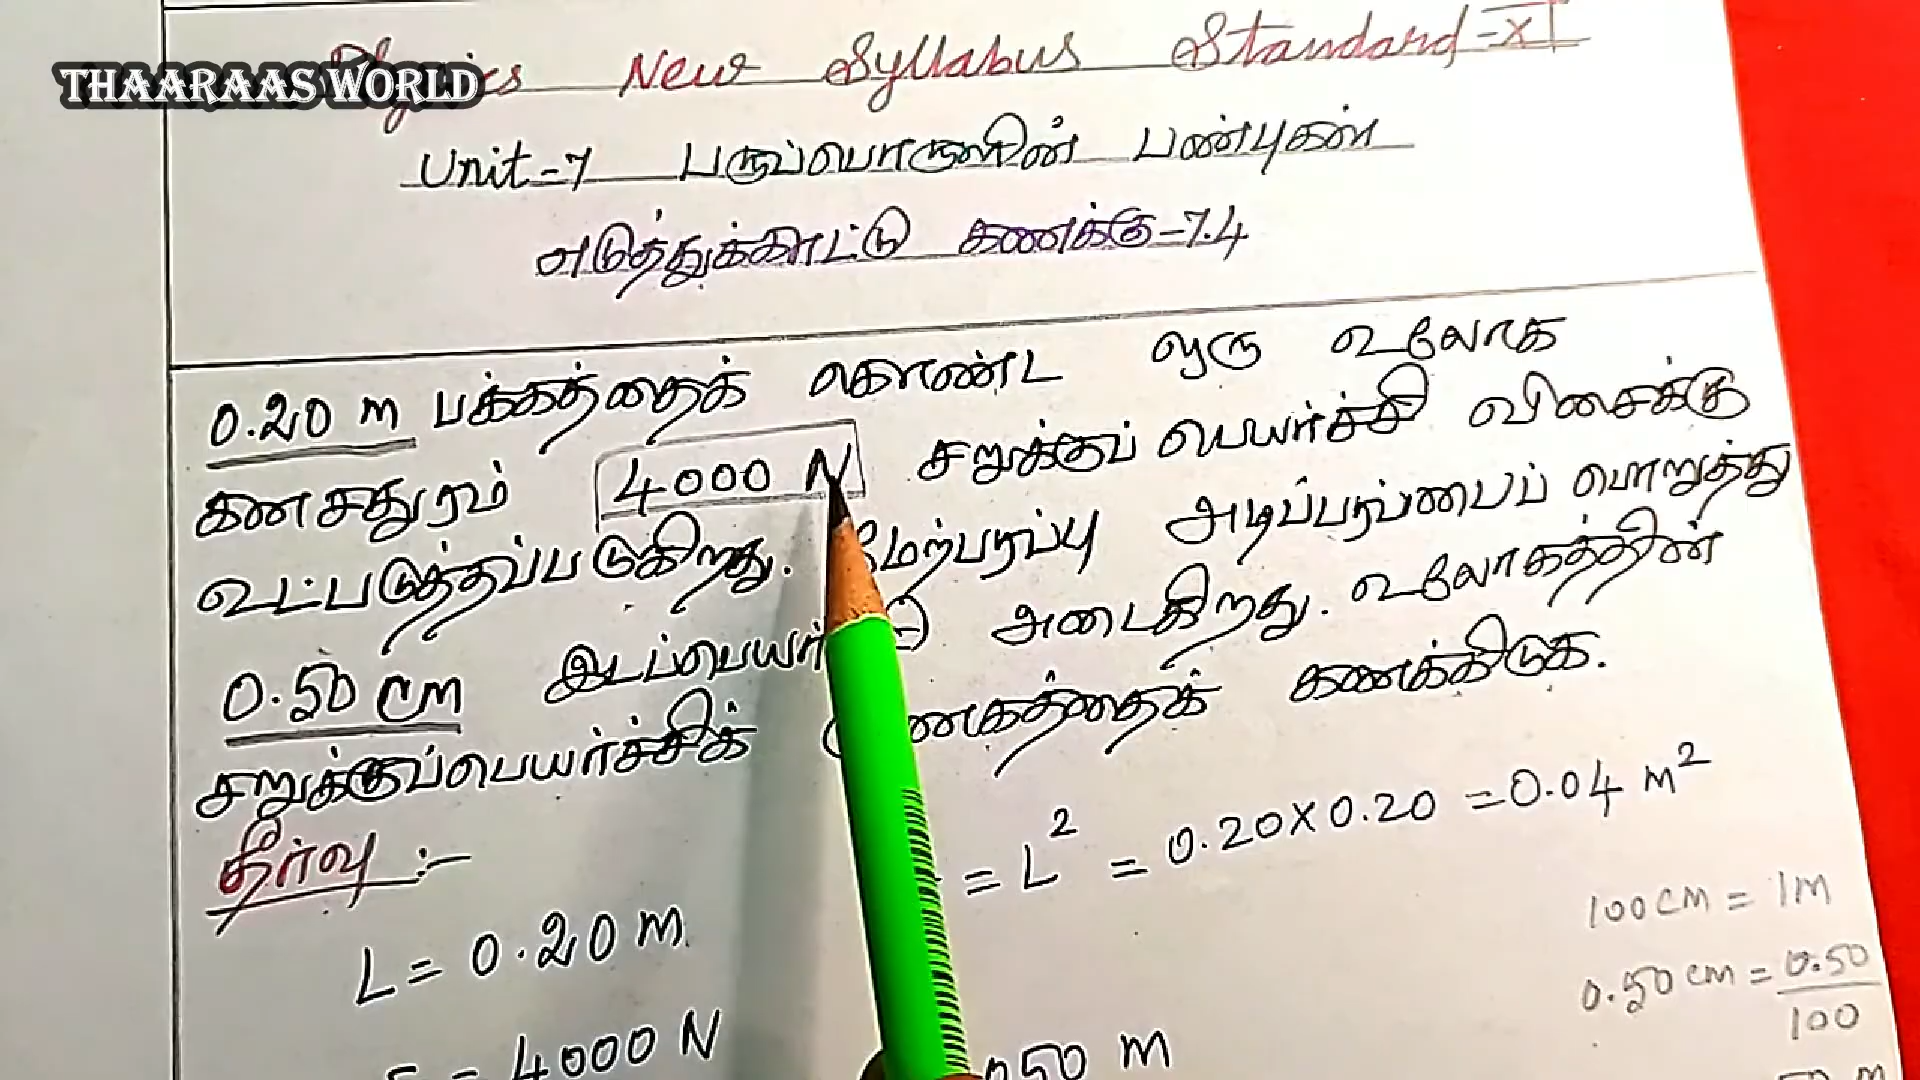 THAARAAS WORLD
Physics New Syllabus Standard-XI
Unit-7 பருப்பொருளின் பண்புகள்
எடுத்துக்காட்டு கணக்கு-7.4
0.20 m பக்கத்தைக் கொண்ட ஒரு உலோக
கனசதுரம் 4000 N சறுக்குப் பெயர்ச்சி விசைக்கு
உட்படுத்தப்படுகிறது. மேற்பரப்பு அடிப்பரப்பைப் பொறுத்து
0.50 cm இடப்பெயர்ச்சி அடைகிறது. உலோகத்தின்
சறுக்குப்பெயர்ச்சிக் குணகத்தைக் கணக்கிடுக.
தீர்வு :-
= L² = 0.20 X 0.20 = 0.04 m²
L = 0.20 m
100 cm = 1 m
0.50 cm = 0.50
100
= 4000 N
050 m